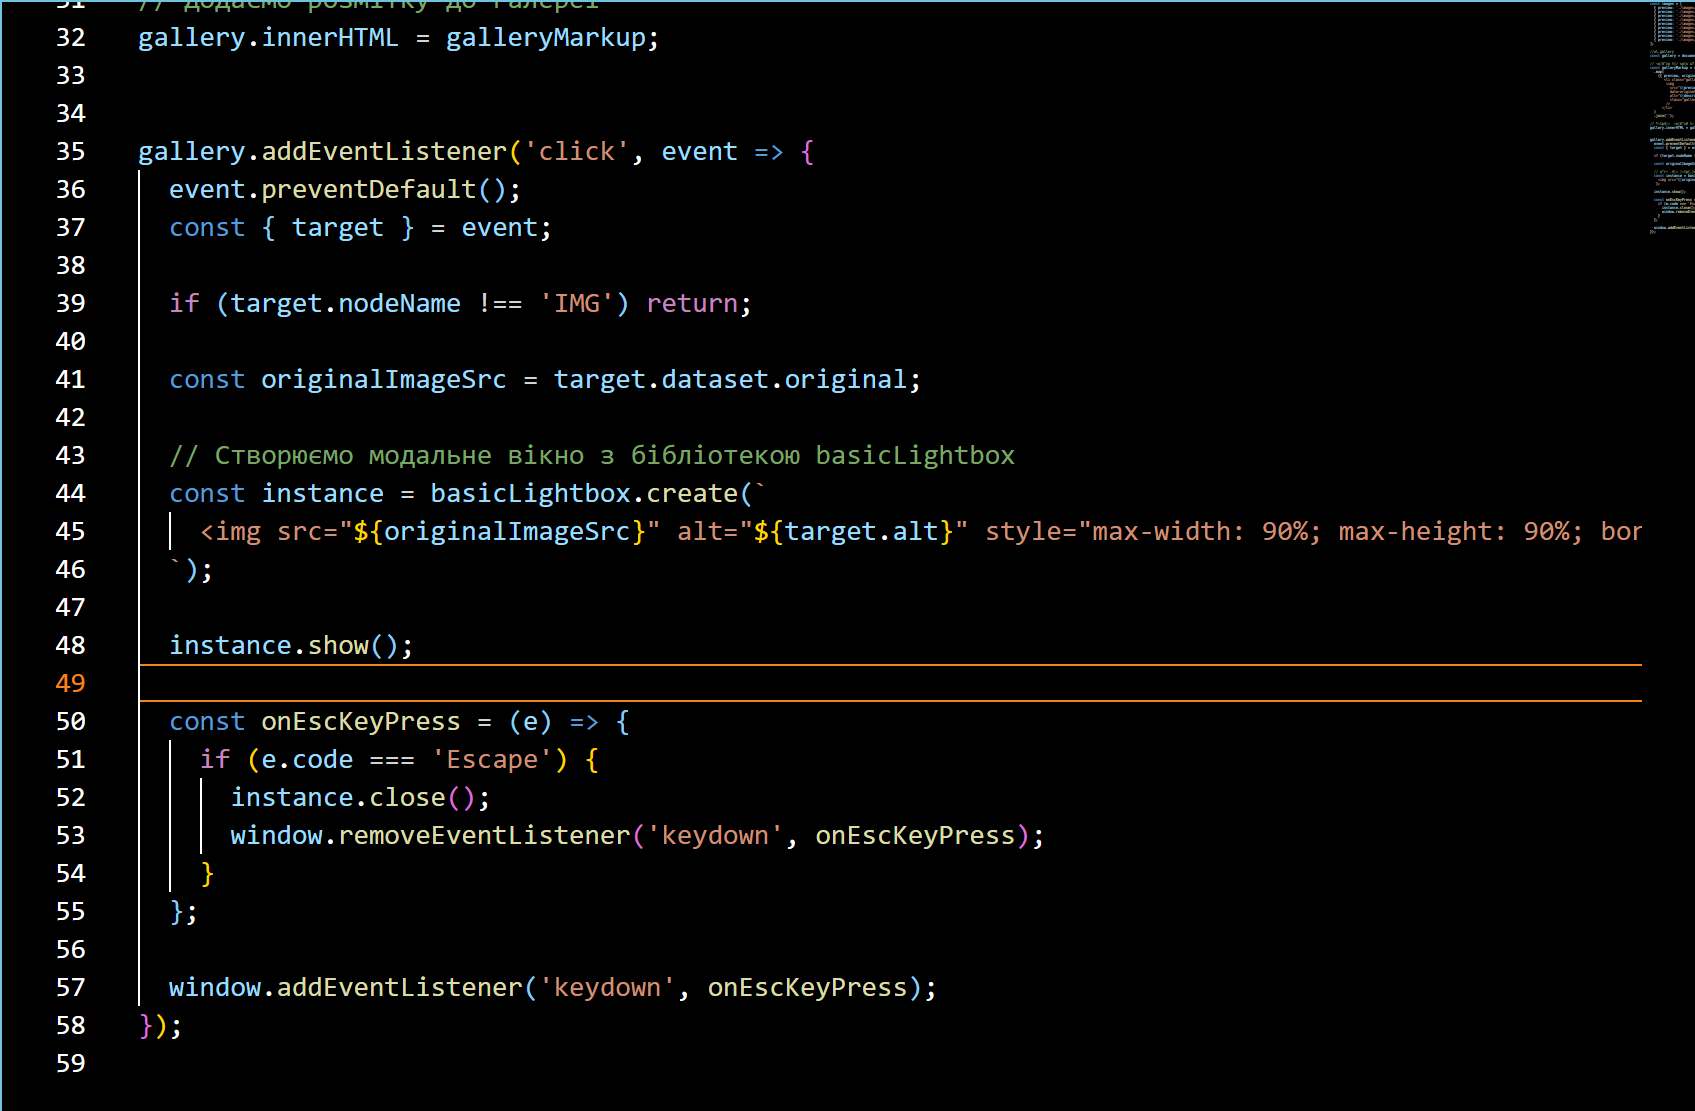 31 // Додаємо розмітку до галереї
32 gallery.innerHTML = galleryMarkup;
33
34
35 gallery.addEventListener('click', event => {
36 event.preventDefault();
37 const { target } = event;
38
39 if (target.nodeName !== 'IMG') return;
40
41 const originalImageSrc = target.dataset.original;
42
43 // Створюємо модальне вікно з бібліотекою basicLightbox
44 const instance = basicLightbox.create(`
45 <img src="${originalImageSrc}" alt="${target.alt}" style="max-width: 90%; max-height: 90%; bor
46 `);
47
48 instance.show();
49
50 const onEscKeyPress = (e) => {
51 if (e.code === 'Escape') {
52 instance.close();
53 window.removeEventListener('keydown', onEscKeyPress);
54 }
55 };
56
57 window.addEventListener('keydown', onEscKeyPress);
58 });
59